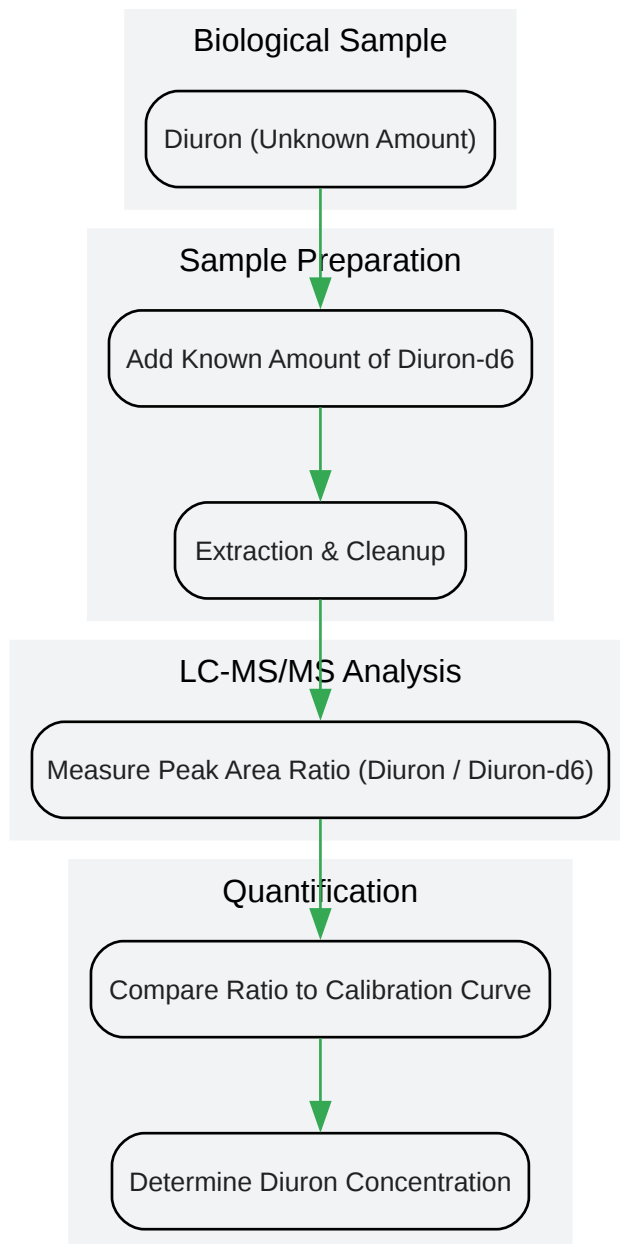 Biological Sample
Diuron (Unknown Amount)
Sample Preparation
Add Known Amount of Diuron-d6
Extraction & Cleanup
LC-MS/MS Analysis
Measure Peak Area Ratio (Diuron / Diuron-d6)
Quantification
Compare Ratio to Calibration Curve
Determine Diuron Concentration